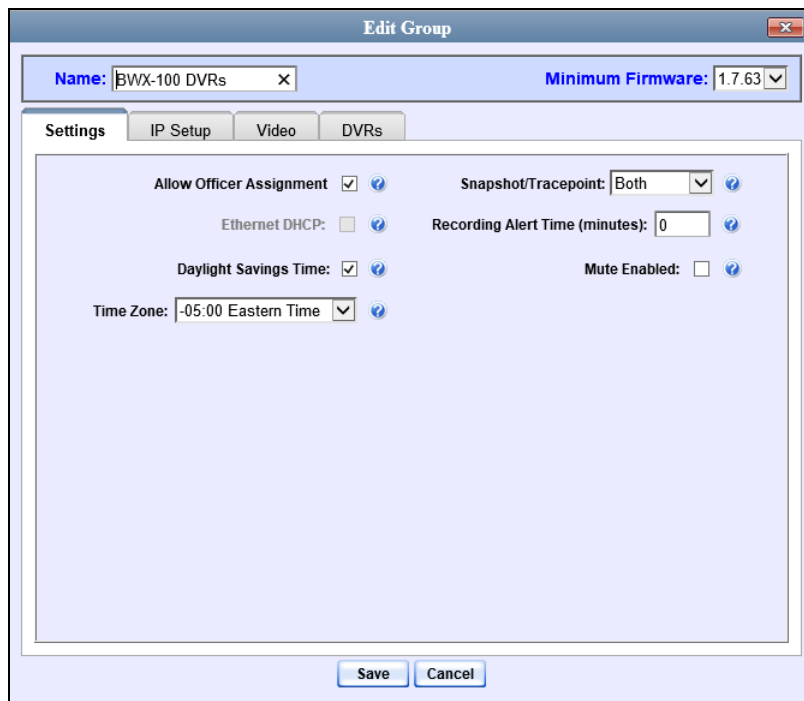 Edit Group
Name: BWX-100 DVRs
Minimum Firmware: 1.7.63
Settings IP Setup Video DVRs
Allow Officer Assignment
Snapshot/Tracepoint: Both
Ethernet DHCP:
Recording Alert Time (minutes): 0
Daylight Savings Time:
Mute Enabled:
Time Zone: -05:00 Eastern Time
Save Cancel